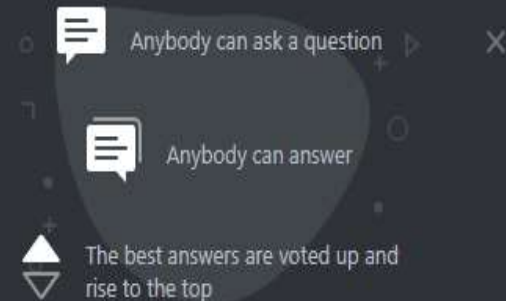 Anybody can ask a question
Anybody can answer
The best answers are voted up and
rise to the top